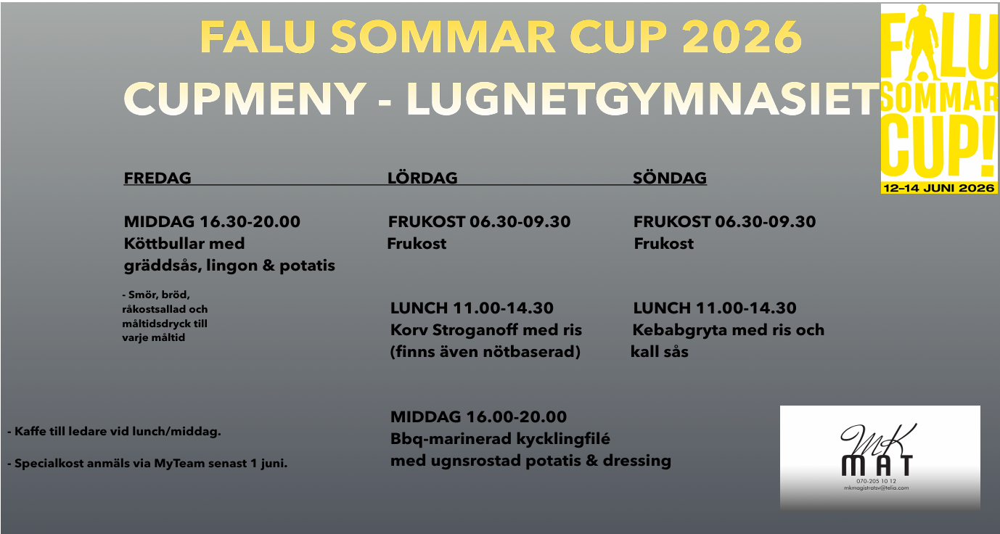 FALU SOMMAR CUP 2026
CUPMENY - LUGNETGYMNASIET
FALU
SOMMAR
CUP!
12–14 JUNI 2026
FREDAG
MIDDAG 16.30-20.00
Köttbullar med
gräddsås, lingon & potatis
- Smör, bröd,
råkostsallad och
måltidsdryck till
varje måltid
LÖRDAG
FRUKOST 06.30-09.30
Frukost
LUNCH 11.00-14.30
Korv Stroganoff med ris
(finns även nötbaserad)
MIDDAG 16.00-20.00
Bbq-marinerad kycklingfilé
med ugnsrostad potatis & dressing
SÖNDAG
FRUKOST 06.30-09.30
Frukost
LUNCH 11.00-14.30
Kebabgryta med ris och
kall sås
- Kaffe till ledare vid lunch/middag.
- Specialkost anmäls via MyTeam senast 1 juni.
MK
MAT
070-205 10 12
mkmagistratsv@telia.com